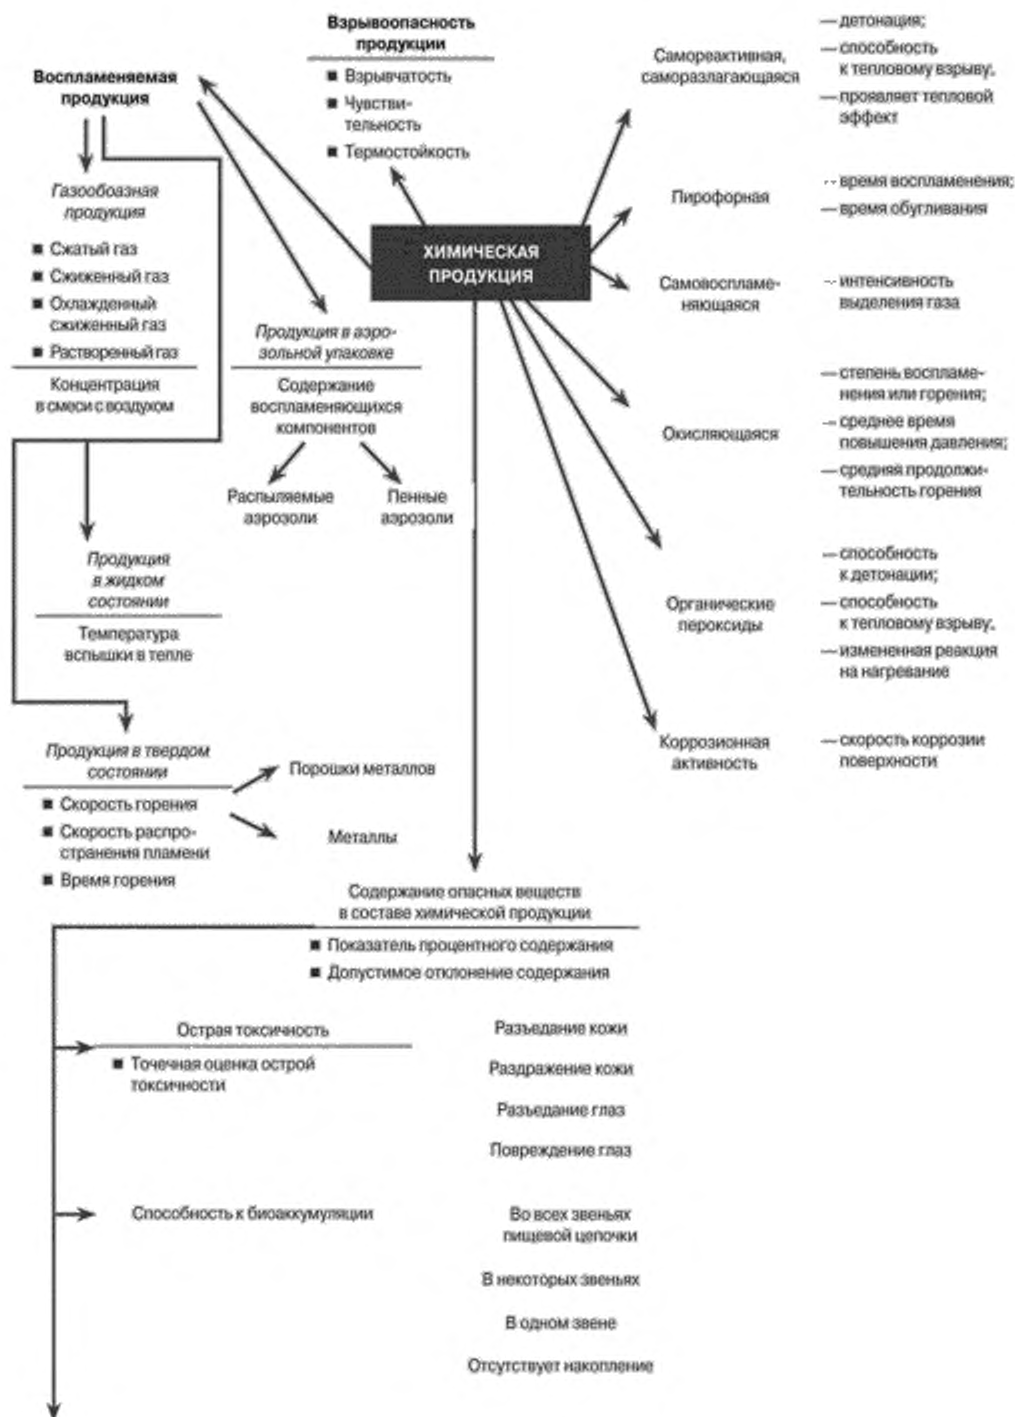 Взрывоопасность
продукции
■ Взрывчатость
■ Чувстви-
тельность
■ Термостойкость
Воспламеняемая
продукция
Газообоазная
продукция
■ Сжатый газ
■ Сжиженный газ
■ Охлажденный
сжиженный газ
■ Растворенный газ
Концентрация
в смеси с воздухом
ХИМИЧЕСКАЯ
ПРОДУКЦИЯ
Продукция в аэро-
зольной упаковке
Содержание
воспламеняющихся
компонентов
Распыляемые
аэрозоли
Пенные
аэрозоли
Продукция
в жидком
состоянии
Температура
вспышки в тепле
Продукция в твердом
состоянии
■ Скорость горения
■ Скорость распро-
странения пламени
■ Время горения
Порошки металлов
Металлы
Самореактивная,
саморазлагающаяся
— детонация;
— способность
к тепловому взрыву;
— проявляет тепловой
эффект
Пирофорная
— время воспламенения;
— время обугливания
Самовоспламе-
няющаяся
— интенсивность
выделения газа
Окисляющаяся
— степень воспламе-
нения или горения;
— среднее время
повышения давления;
— средняя продолжи-
тельность горения
Органические
пероксиды
— способность
к детонации;
— способность
к тепловому взрыву;
— измененная реакция
на нагревание
Коррозионная
активность
— скорость коррозии
поверхности
Содержание опасных веществ
в составе химической продукции
■ Показатель процентного содержания
■ Допустимое отклонение содержания
Острая токсичность
■ Точечная оценка острой
токсичности
Разъедание кожи
Раздражение кожи
Разъедание глаз
Повреждение глаз
Способность к биоаккумуляции
Во всех звеньях
пищевой цепочки
В некоторых звеньях
В одном звене
Отсутствует накопление